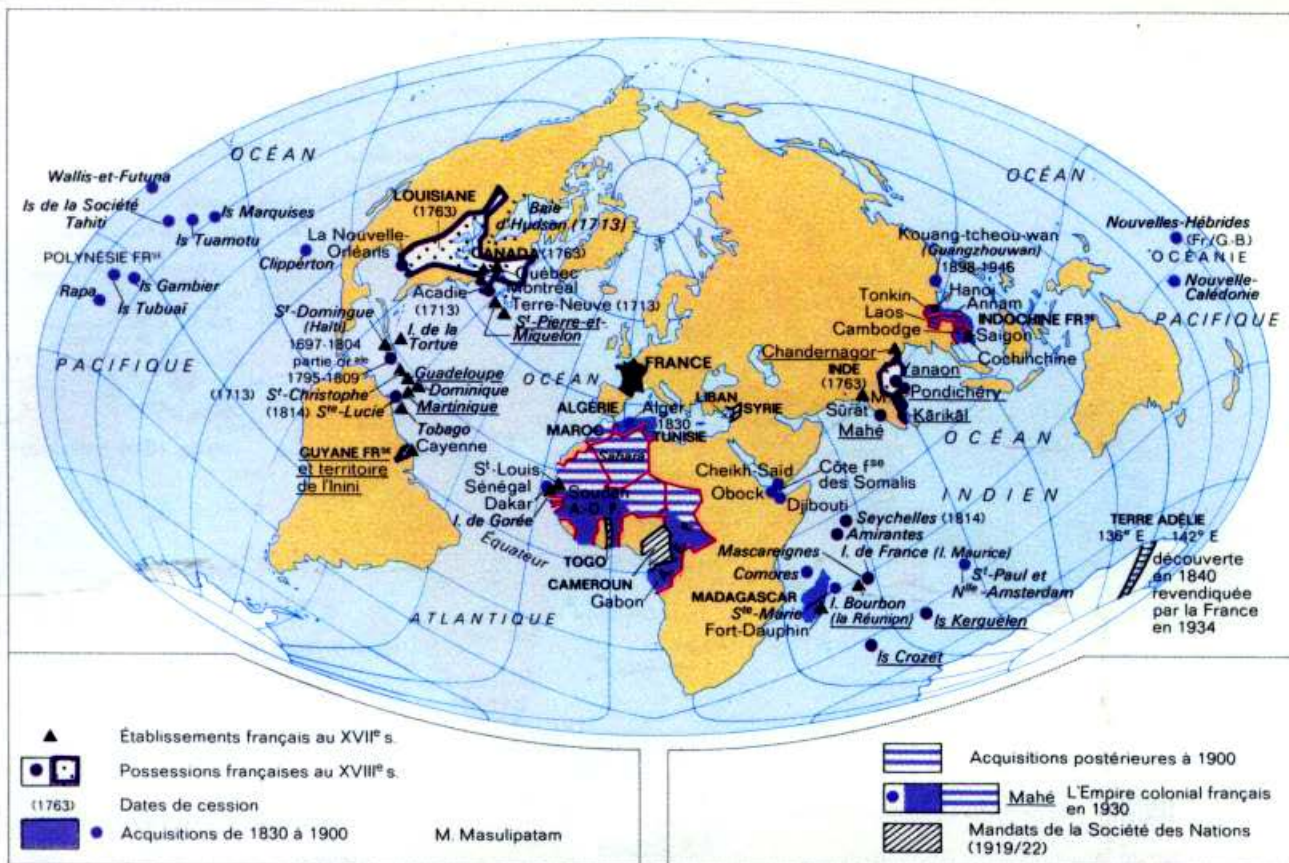 OCÉAN
Wallis-et-Futuna
Is de la Société
Tahiti
Is Marquises
Is Tuamotu
POLYNÉSIE FRse
Is Gambier
Rapa
Is Tubuaï
Clipperton
PACIFIQUE
LOUISIANE
(1763)
Baie
d'Hudson (1713)
La Nouvelle-
Orléans
CANADA (1763)
Québec
Montréal
Acadie
(1713)
Terre-Neuve (1713)
St-Pierre-et-
Miquelon
St-Domingue
(Haïti)
1697-1804
partie orale
1795-1809
I. de la
Tortue
Guadeloupe
(1713) St-Christophe
Dominique
(1814) Ste-Lucie
Martinique
Tobago
Cayenne
GUYANE FRse
et territoire
de l'Inini
OCÉAN
ATLANTIQUE
Équateur
FRANCE
ALGÉRIE
Alger
1830
MAROC
TUNISIE
LIBAN
SYRIE
Sahara
St-Louis
Sénégal
Dakar
I. de Gorée
Soudan
A.-O. F.
TOGO
CAMEROUN
Gabon
Cheikh-Saïd
Obock
Côte fse
des Somalis
Djibouti
Seychelles (1814)
Amirantes
Mascareignes
I. de France (I. Maurice)
Comores
MADAGASCAR
Ste-Marie
Fort-Dauphin
I. Bourbon
(la Réunion)
St-Paul et
Nlle-Amsterdam
Is Kerguélen
Is Crozet
OCÉAN
INDIEN
Chandernagor
INDE
(1763)
Yanaon
Pondichéry
M.
Sûrat
Mahé
Kārikāl
Kouang-tcheou-wan
(Guangzhouwan)
1898-1946
Hanoi
Tonkin
Annam
Laos
INDOCHINE FRse
Cambodge
Saïgon
Cochinchine
OCÉAN
Nouvelles-Hébrides
(Fr./G.-B.)
OCÉANIE
Nouvelle-
Calédonie
PACIFIQUE
TERRE ADÉLIE
136° E 142° E
découverte
en 1840
revendiquée
par la France
en 1934
Établissements français au XVIIe s.
Possessions françaises au XVIIIe s.
(1763) Dates de cession
Acquisitions de 1830 à 1900
M. Masulipatam
Acquisitions postérieures à 1900
Mahé L'Empire colonial français
en 1930
Mandats de la Société des Nations
(1919/22)